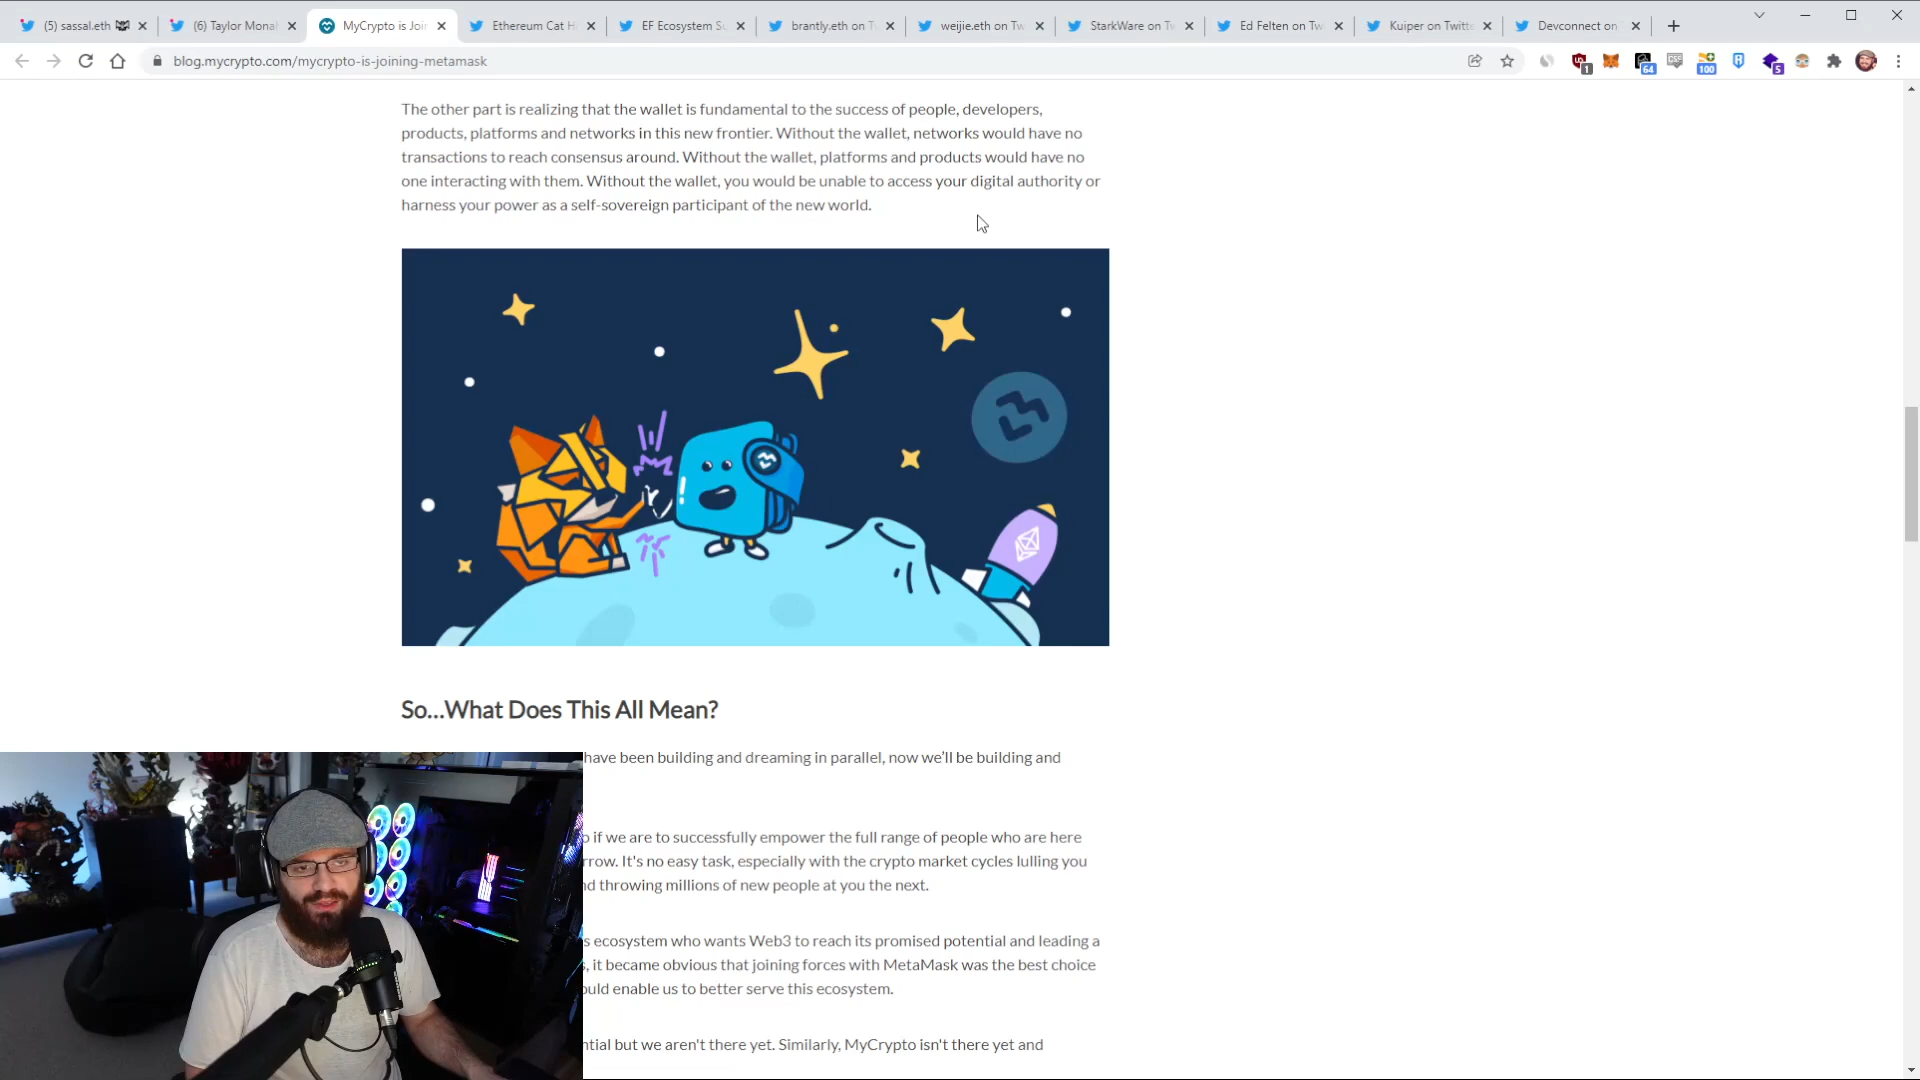 (5) sassal.eth
(6) Taylor Mona
MyCrypto is Joi
Ethereum Cat H
EF Ecosystem S
brantly.eth on T
weijie.eth on Tw
StarkWare on Tw
Ed Felten on Tw
Kuiper on Twitt
Devconnect on
blog.mycrypto.com/mycrypto-is-joining-metamask
1
64
100
5
The other part is realizing that the wallet is fundamental to the success of people, developers,
products, platforms and networks in this new frontier. Without the wallet, networks would have no
transactions to reach consensus around. Without the wallet, platforms and products would have no
one interacting with them. Without the wallet, you would be unable to access your digital authority or
harness your power as a self-sovereign participant of the new world.
So...What Does This All Mean?
have been building and dreaming in parallel, now we'll be building and
if we are to successfully empower the full range of people who are here
rrow. It's no easy task, especially with the crypto market cycles lulling you
nd throwing millions of new people at you the next.
s ecosystem who wants Web3 to reach its promised potential and leading a
, it became obvious that joining forces with MetaMask was the best choice
ould enable us to better serve this ecosystem.
ntial but we aren't there yet. Similarly, MyCrypto isn't there yet and